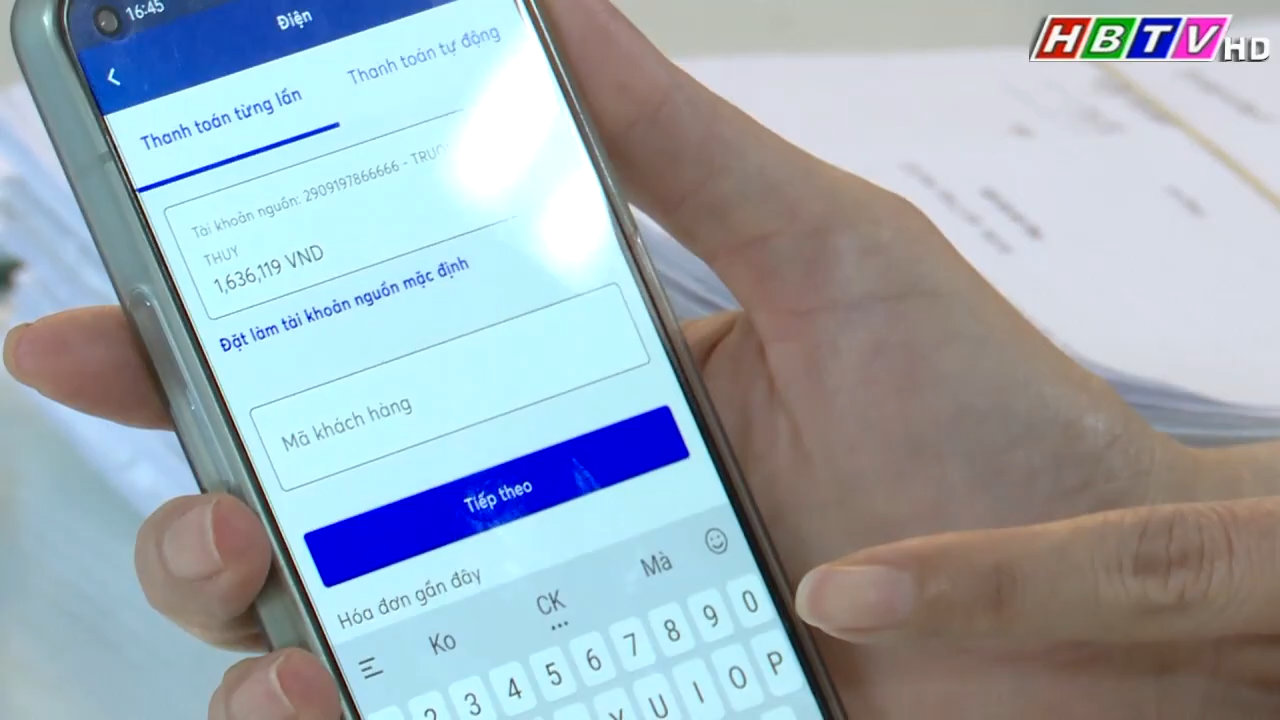 16:45
HBTV HD
Điện
Thanh toán từng lần
Thanh toán tự động
Tài khoản nguồn: 2909197866666 - TRUO
THUY
1,636,119 VND
Đặt làm tài khoản nguồn mặc định
Mã khách hàng
Tiếp theo
Hóa đơn gần đây
Ko CK Mà
2 3 4 5 6 7 8 9 0
Y U I O P